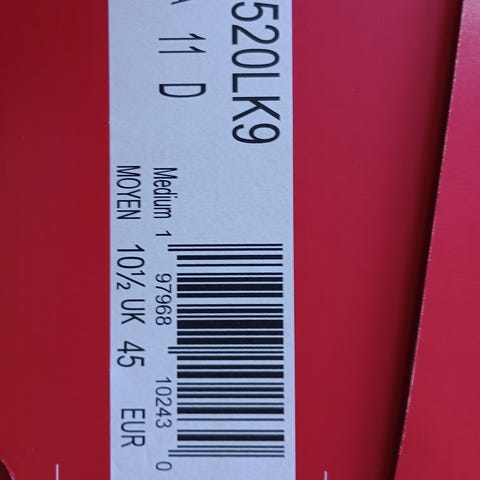 520LK9
11 D
Medium 1 97968 10243 0
MOYEN 10½ UK 45 EUR